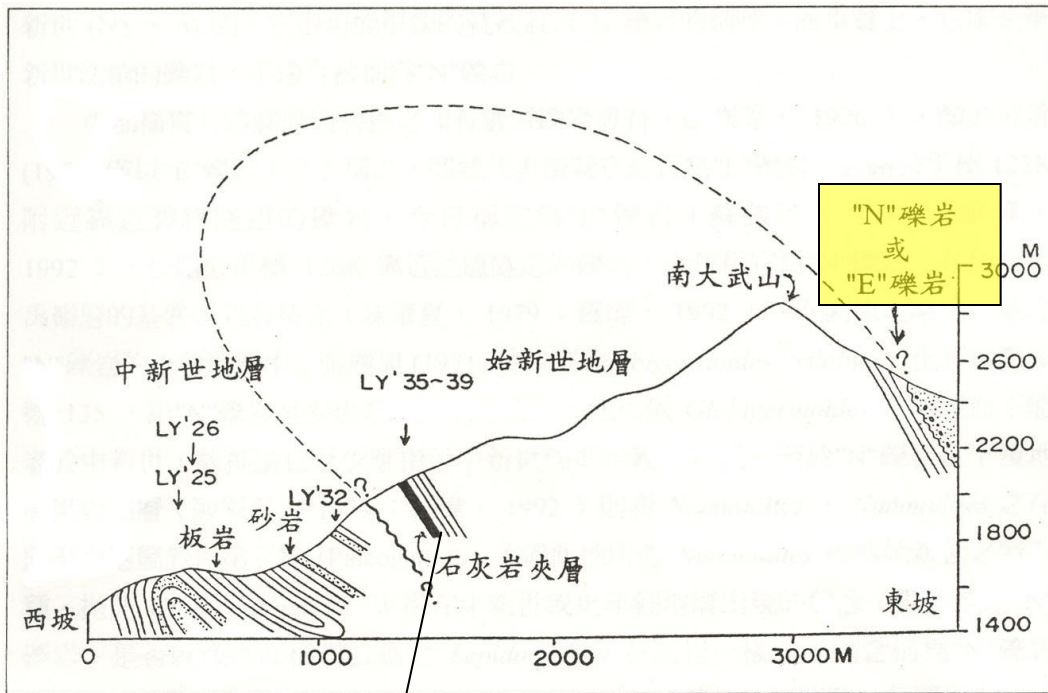 "N"礫岩
或
"E"礫岩
M
3000
南大武山
?
中新世地層
LY'35~39
始新世地層
2600
LY'26
LY'25
LY'32
?
2200
砂岩
板岩
石灰岩夾層
1800
?
西坡
東坡
1400
0
1000
2000
3000M